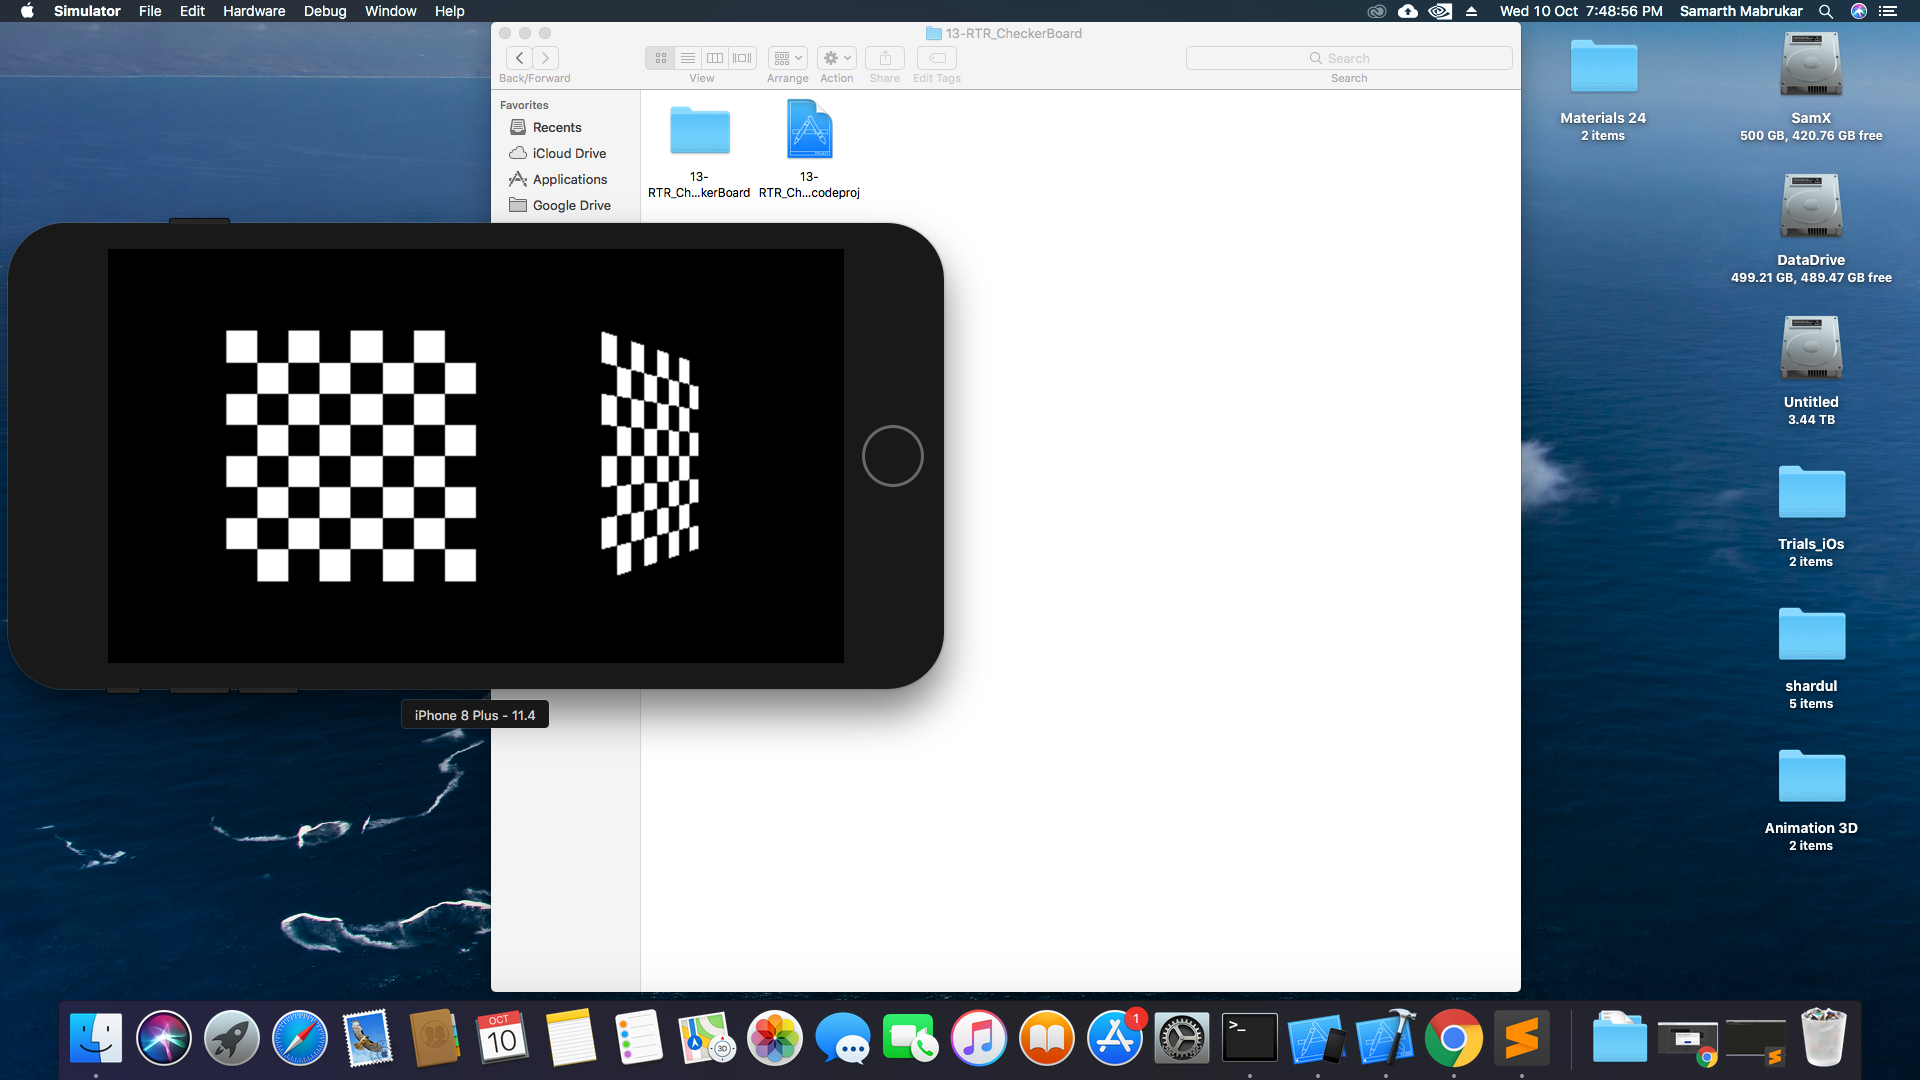 Simulator File Edit Hardware Debug Window Help
Wed 10 Oct 7:48:56 PM Samarth Mabrukar
13-RTR_CheckerBoard
Search
Back/Forward View Arrange Action Share Edit Tags Search
Favorites
Recents
iCloud Drive
Applications
Google Drive
13-
RTR_Ch...kerBoard
13-
RTR_Ch...codeproj
iPhone 8 Plus - 11.4
Materials 24
2 items
SamX
500 GB, 420.76 GB free
DataDrive
499.21 GB, 489.47 GB free
Untitled
3.44 TB
Trials_iOs
2 items
shardul
5 items
Animation 3D
2 items
OCT
10
3D
1
>_